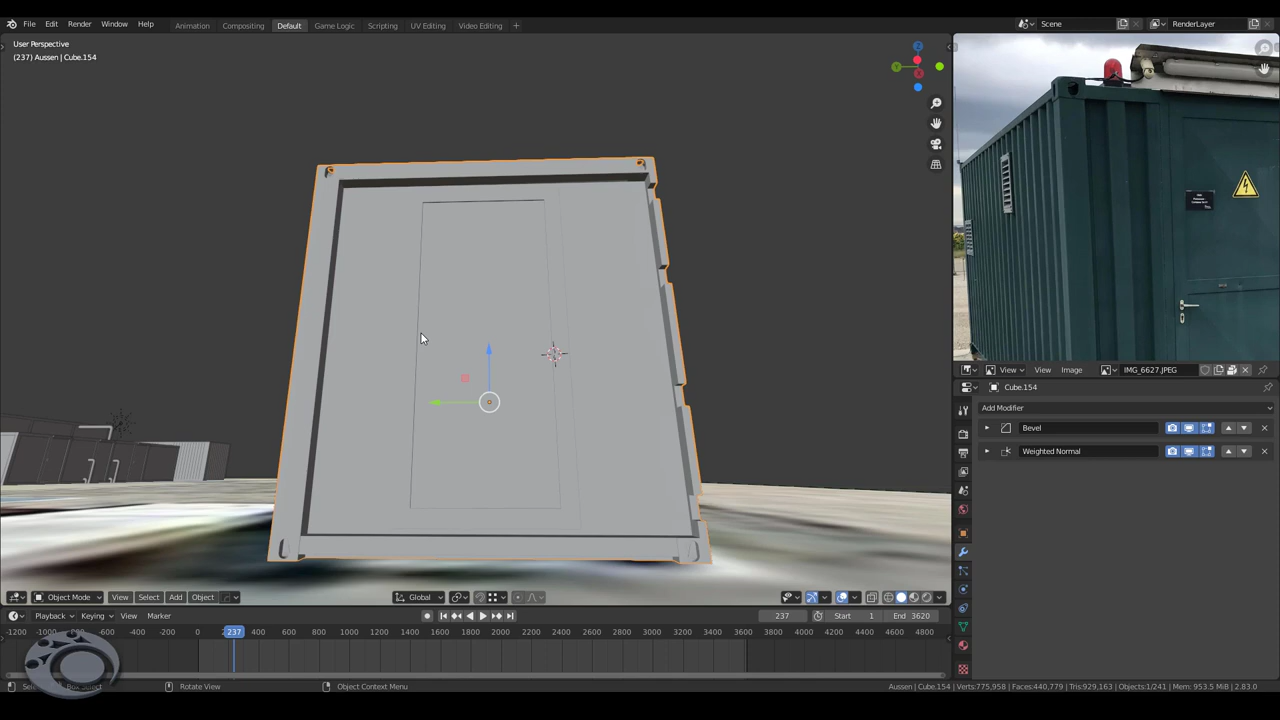 File Edit Render Window Help Animation Compositing Default Game Logic Scripting UV Editing Video Editing + Scene RenderLayer
User Perspective
(237) Aussen | Cube.154
Z
Y
X
View View Image IMG_6627.JPEG
Cube.154
Add Modifier
Bevel
Weighted Normal
Object Mode View Select Add Object Global
Playback Keying View Marker 237 Start 1 End 3620
-1200 -1000 -800 -600 -400 -200 0 237 400 600 800 1000 1200 1400 1600 1800 2000 2200 2400 2600 2800 3000 3200 3400 3600 3800 4000 4200 4400 4600 4800
Rotate View Object Context Menu Aussen | Cube.154 | Verts:775,958 | Faces:440,779 | Tris:929,163 | Objects:1/241 | Mem: 953.5 MiB | 2.83.0